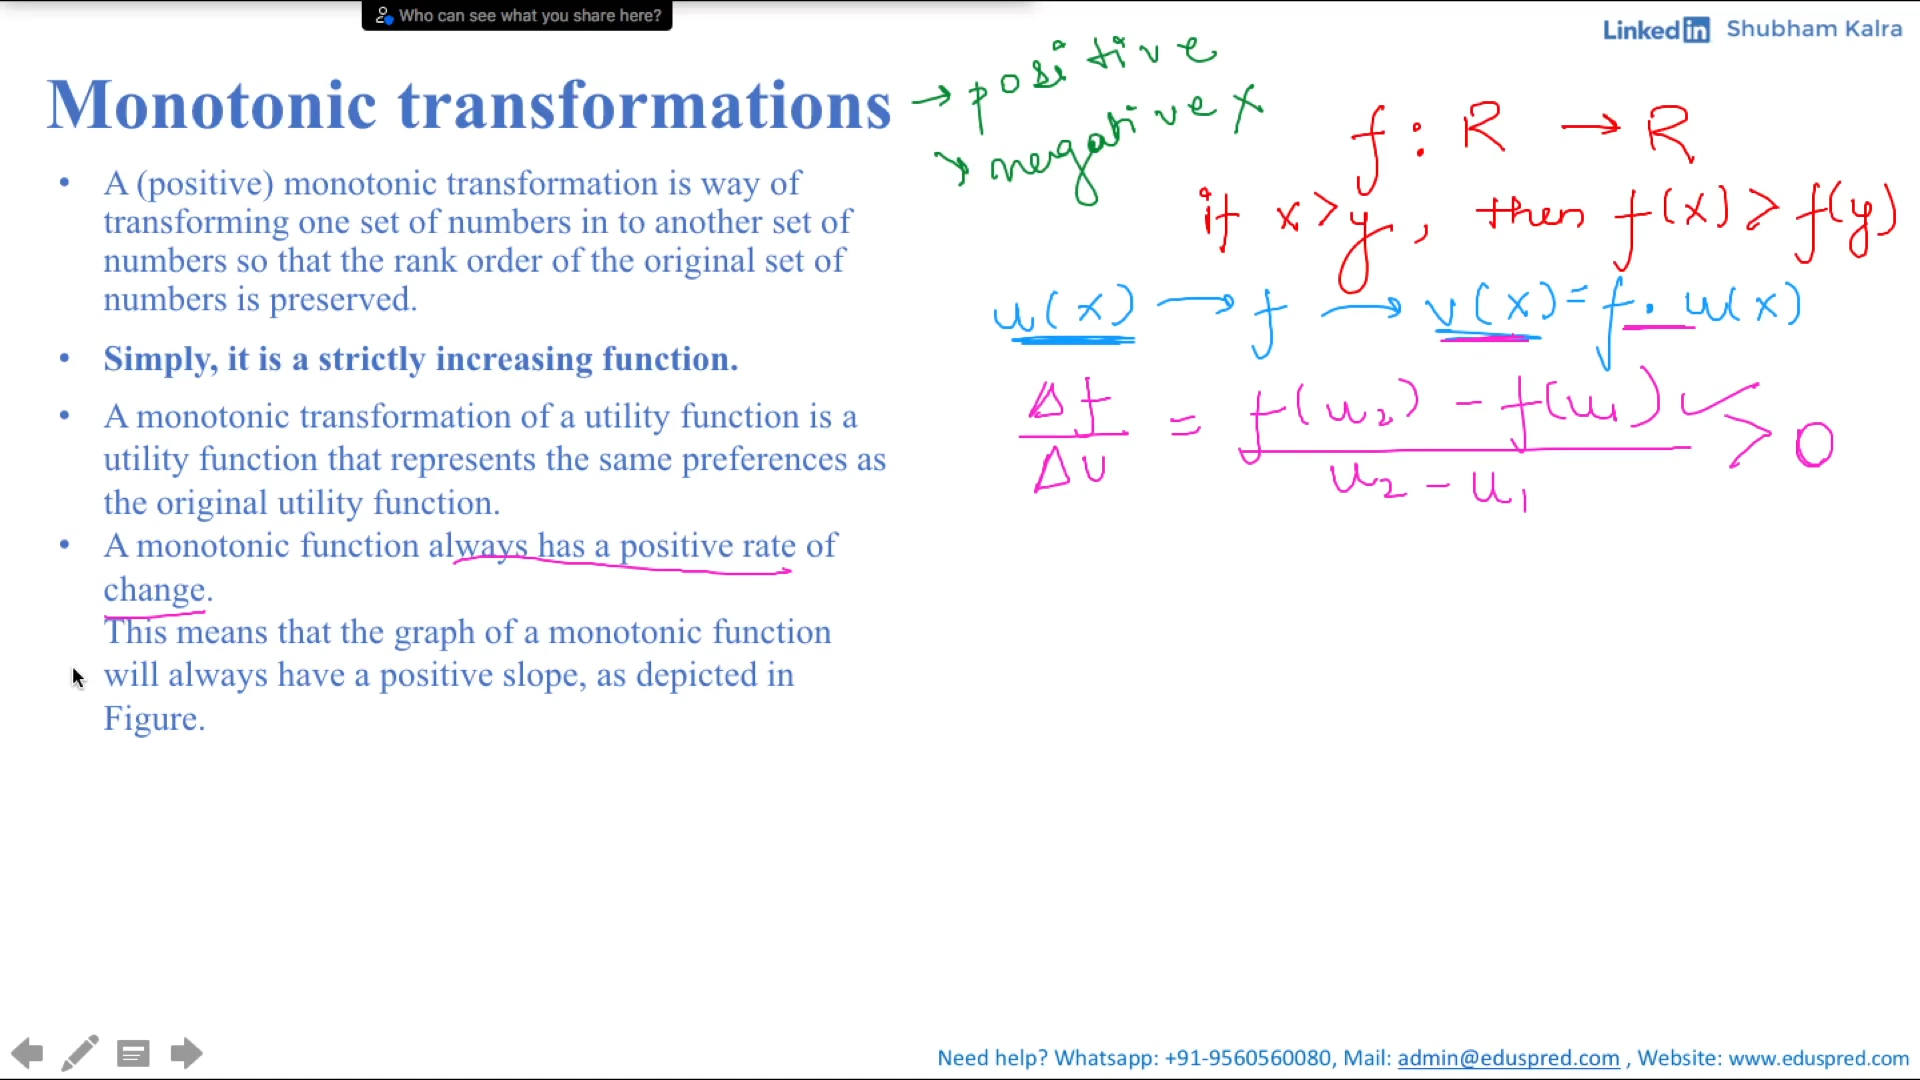 Who can see what you share here?
Linked in Shubham Kalra
Monotonic transformations
→ positive
→ negative x
• A (positive) monotonic transformation is way of
transforming one set of numbers in to another set of
numbers so that the rank order of the original set of
numbers is preserved.
• Simply, it is a strictly increasing function.
• A monotonic transformation of a utility function is a
utility function that represents the same preferences as
the original utility function.
• A monotonic function always has a positive rate of
change.
This means that the graph of a monotonic function
will always have a positive slope, as depicted in
Figure.
f : R → R
if x > y, then f(x) > f(y)
u(x) → f → v(x) = f . u(x)
Δf / Δu = f(u₂) - f(u₁) / u₂ - u₁ ✓ > 0
Need help? Whatsapp: +91-9560560080, Mail: admin@eduspred.com , Website: www.eduspred.com